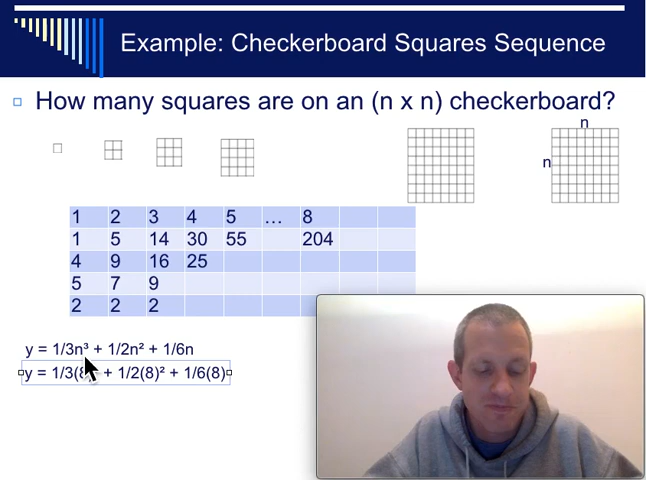 Example: Checkerboard Squares Sequence
How many squares are on an (n x n) checkerboard?
n
n
1 2 3 4 5 … 8
1 5 14 30 55 204
4 9 16 25
5 7 9
2 2 2
y = 1/3n³ + 1/2n² + 1/6n
y = 1/3(8 + 1/2(8)² + 1/6(8)